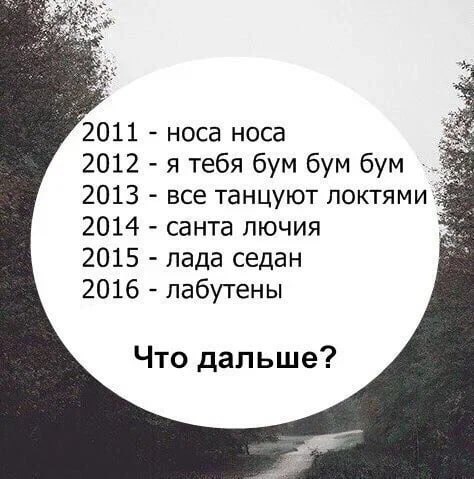 2011 - носа носа
2012 - я тебя бум бум бум
2013 - все танцуют локтями
2014 - санта лючия
2015 - лада седан
2016 - лабутены
Что дальше?